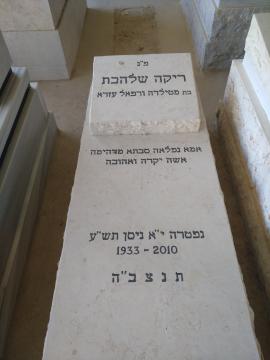 פ"נ
ריקה שלהבת
בת מטילדה ורפאל עזרא
אמא נפלאה סבתא מדהימה
אשה יקרה ואהובה
נפטרה י"א ניסן תש"ע
1933 - 2010
ת נ צ ב "ה